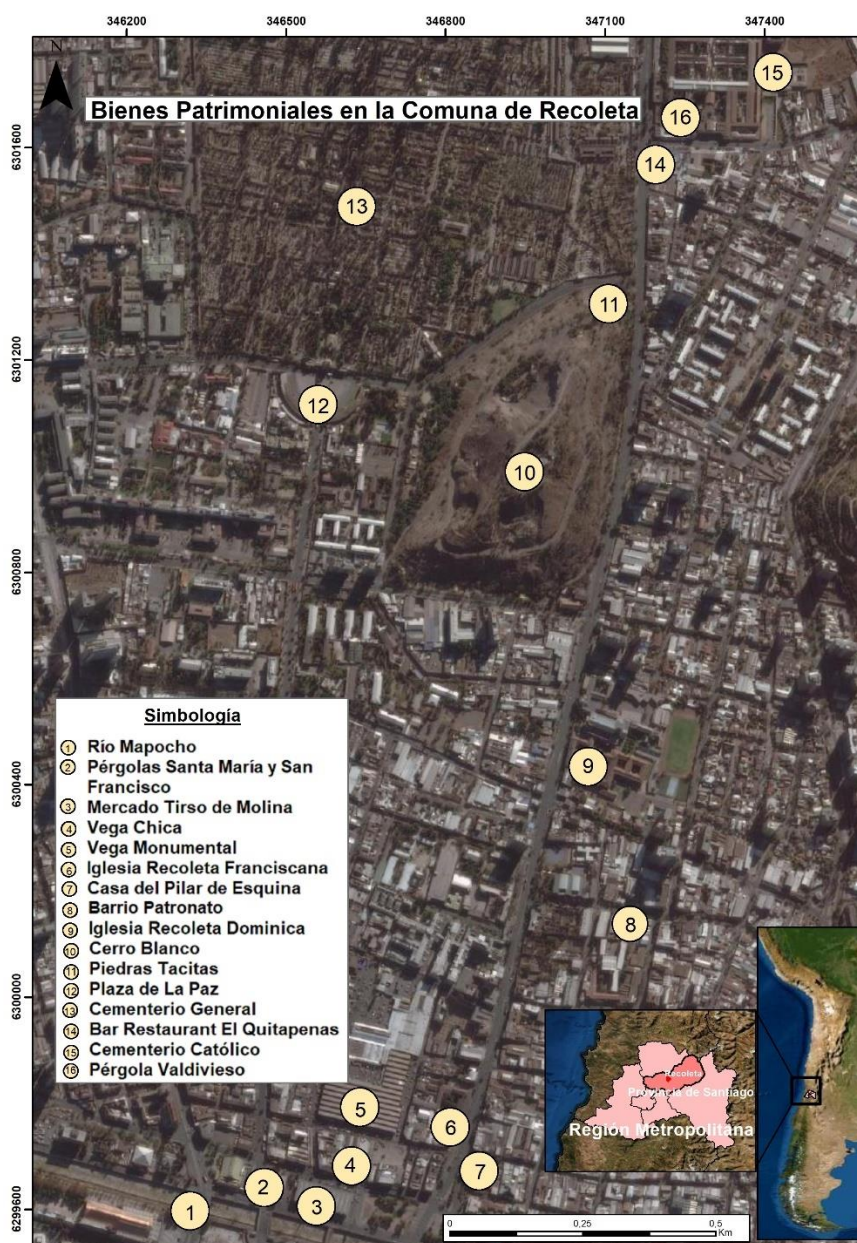 346200 346500 346800 347100 347400
N
Bienes Patrimoniales en la Comuna de Recoleta
6301600
6301200
6300800
6300400
6300000
6299600
15
16
14
13
11
12
10
9
8
5
6
4
7
2
3
1
Simbología
1 Río Mapocho
2 Pérgolas Santa María y San
Francisco
3 Mercado Tirso de Molina
4 Vega Chica
5 Vega Monumental
6 Iglesia Recoleta Franciscana
7 Casa del Pilar de Esquina
8 Barrio Patronato
9 Iglesia Recoleta Dominica
10 Cerro Blanco
11 Piedras Tacitas
12 Plaza de La Paz
13 Cementerio General
14 Bar Restaurant El Quitapenas
15 Cementerio Católico
16 Pérgola Valdivieso
Recoleta
Provincia de Santiago
Región Metropolitana
0 0,25 0,5
Km